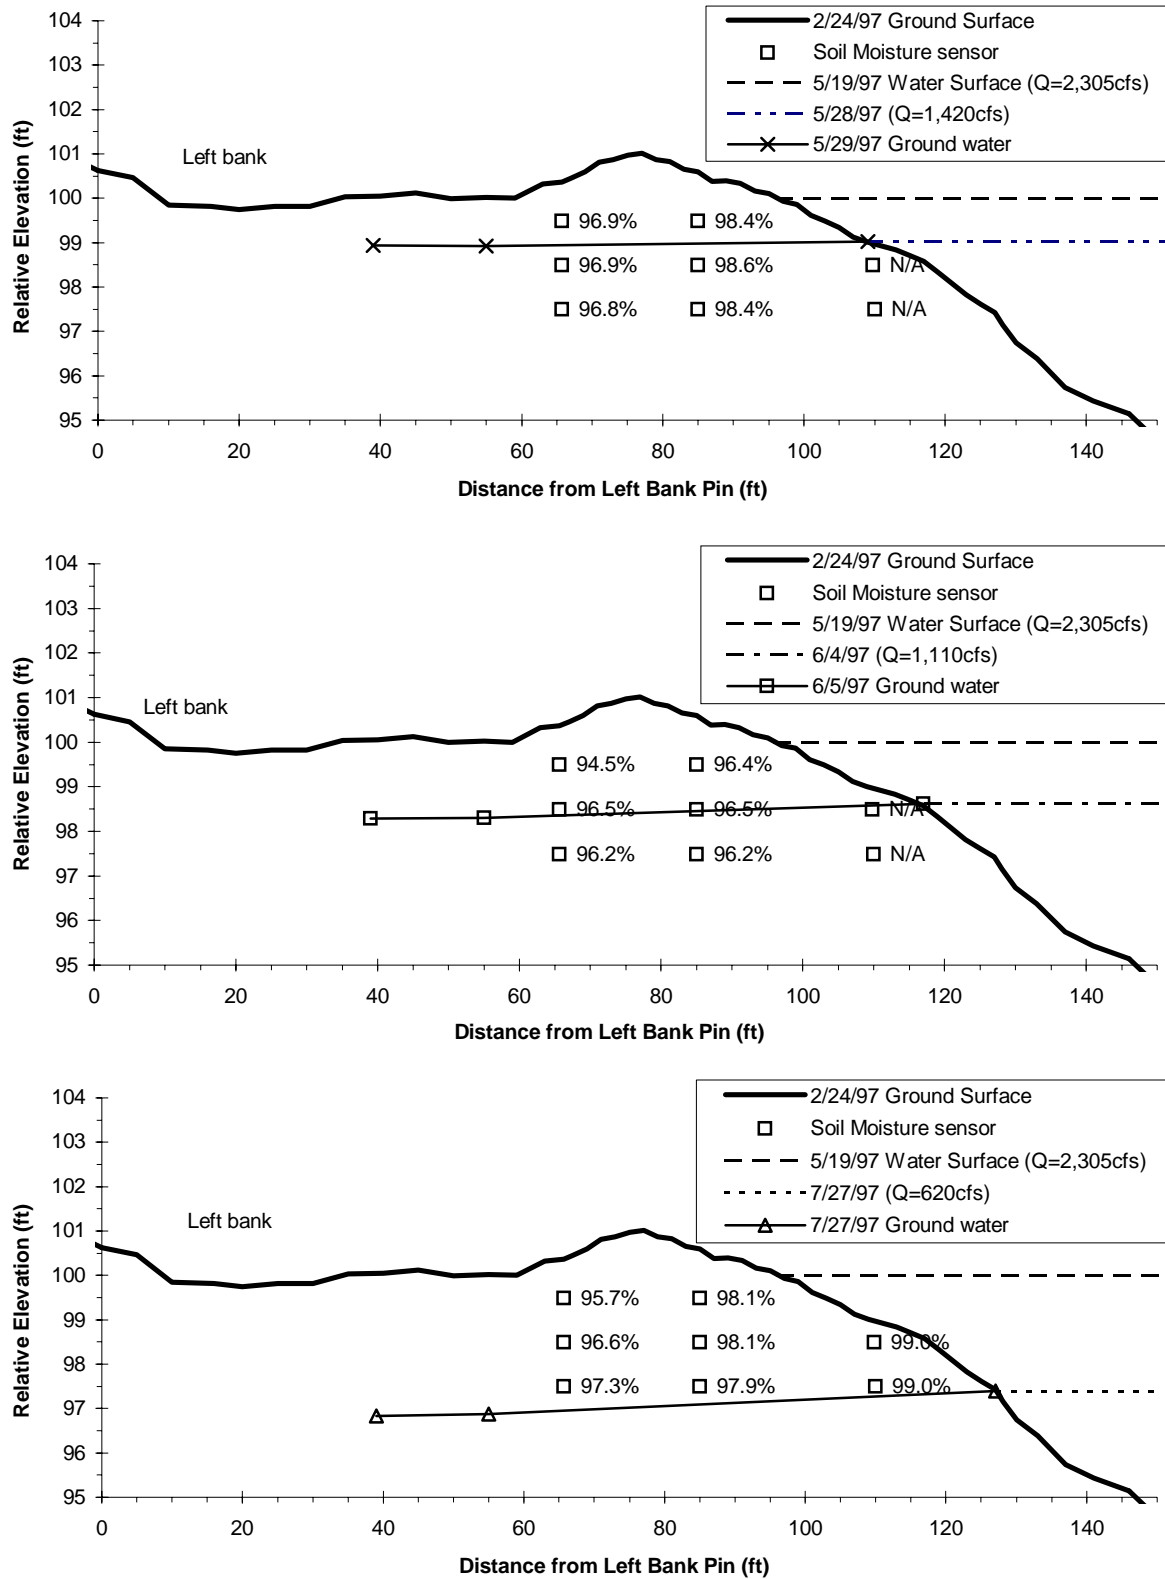 2/24/97 Ground Surface
Soil Moisture sensor
5/19/97 Water Surface (Q=2,305cfs)
5/28/97 (Q=1,420cfs)
5/29/97 Ground water
104
103
102
101
100
99
98
97
96
95
Relative Elevation (ft)
Left bank
96.9% 98.4%
96.9% 98.6% N/A
96.8% 98.4% N/A
0 20 40 60 80 100 120 140
Distance from Left Bank Pin (ft)
2/24/97 Ground Surface
Soil Moisture sensor
5/19/97 Water Surface (Q=2,305cfs)
6/4/97 (Q=1,110cfs)
6/5/97 Ground water
104
103
102
101
100
99
98
97
96
95
Relative Elevation (ft)
Left bank
94.5% 96.4%
96.5% 96.5% N/A
96.2% 96.2% N/A
0 20 40 60 80 100 120 140
Distance from Left Bank Pin (ft)
2/24/97 Ground Surface
Soil Moisture sensor
5/19/97 Water Surface (Q=2,305cfs)
7/27/97 (Q=620cfs)
7/27/97 Ground water
104
103
102
101
100
99
98
97
96
95
Relative Elevation (ft)
Left bank
95.7% 98.1%
96.6% 98.1% 99.0%
97.3% 97.9% 99.0%
0 20 40 60 80 100 120 140
Distance from Left Bank Pin (ft)